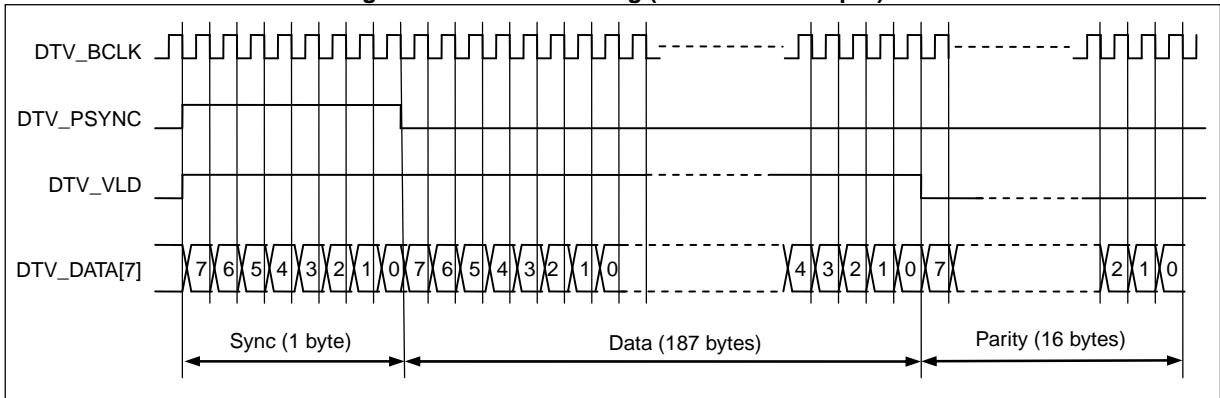 DTV_BCLK
DTV_PSYNC
DTV_VLD
DTV_DATA[7] 7 6 5 4 3 2 1 0 7 6 5 4 3 2 1 0 4 3 2 1 0 7 2 1 0
Sync (1 byte) Data (187 bytes) Parity (16 bytes)